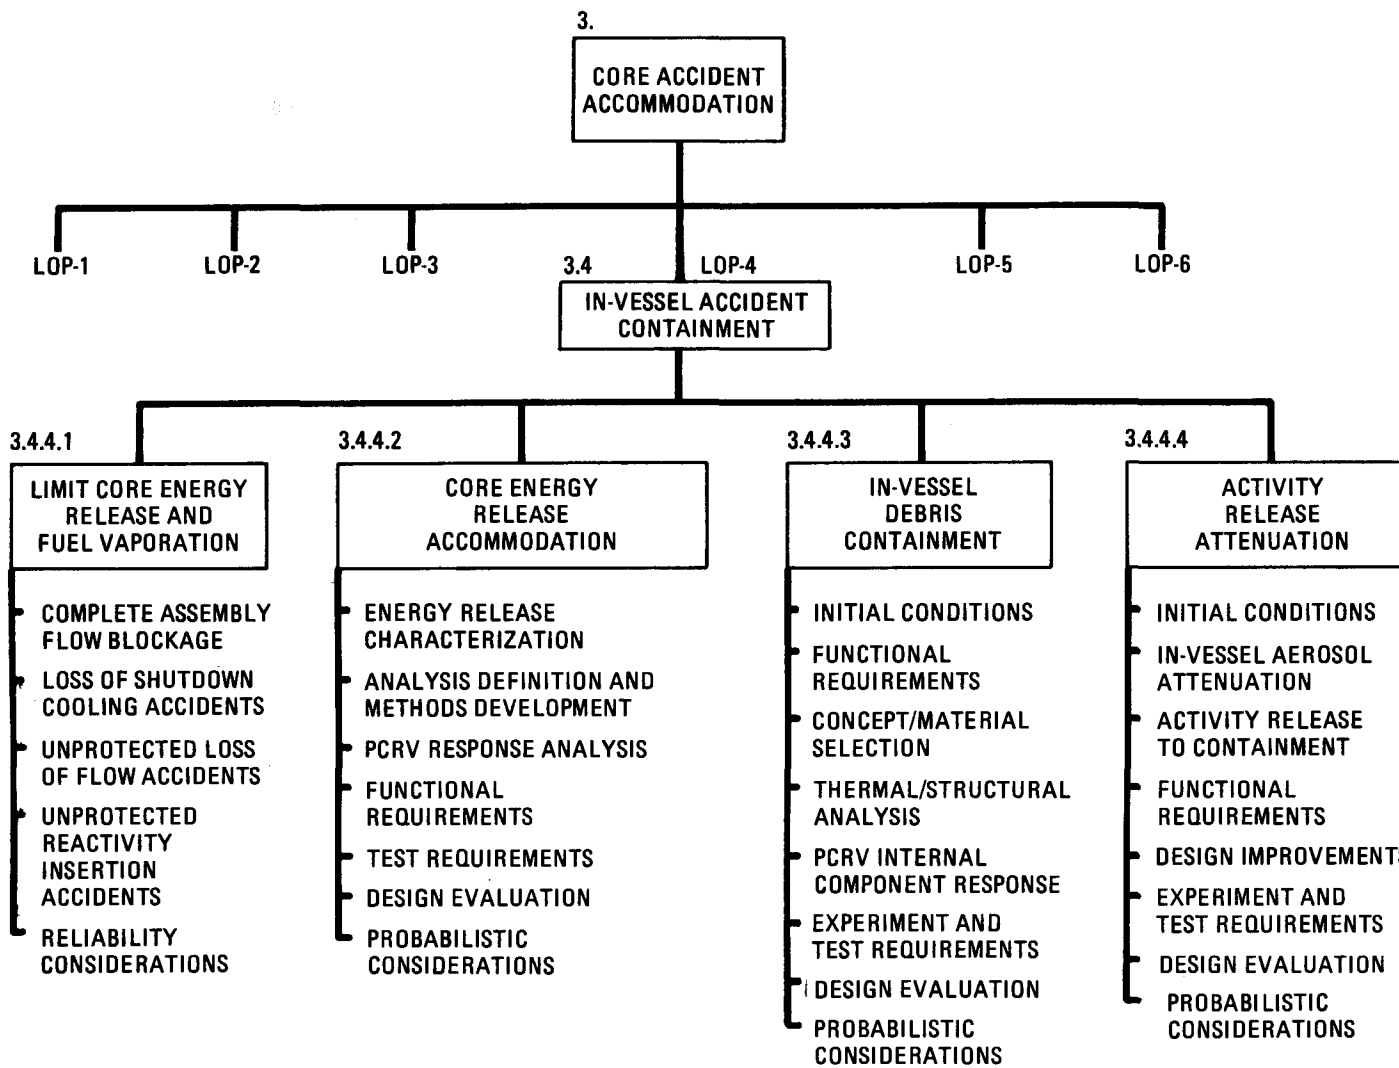 3.
CORE ACCIDENT
ACCOMMODATION
LOP-1
LOP-2
LOP-3
3.4
LOP-4
LOP-5
LOP-6
IN-VESSEL ACCIDENT
CONTAINMENT
3.4.4.1
LIMIT CORE ENERGY
RELEASE AND
FUEL VAPORATION
COMPLETE ASSEMBLY
FLOW BLOCKAGE
LOSS OF SHUTDOWN
COOLING ACCIDENTS
UNPROTECTED LOSS
OF FLOW ACCIDENTS
UNPROTECTED
REACTIVITY
INSERTION
ACCIDENTS
RELIABILITY
CONSIDERATIONS
3.4.4.2
CORE ENERGY
RELEASE
ACCOMMODATION
ENERGY RELEASE
CHARACTERIZATION
ANALYSIS DEFINITION AND
METHODS DEVELOPMENT
PCRV RESPONSE ANALYSIS
FUNCTIONAL
REQUIREMENTS
TEST REQUIREMENTS
DESIGN EVALUATION
PROBABILISTIC
CONSIDERATIONS
3.4.4.3
IN-VESSEL
DEBRIS
CONTAINMENT
INITIAL CONDITIONS
FUNCTIONAL
REQUIREMENTS
CONCEPT/MATERIAL
SELECTION
THERMAL/STRUCTURAL
ANALYSIS
PCRV INTERNAL
COMPONENT RESPONSE
EXPERIMENT AND
TEST REQUIREMENTS
DESIGN EVALUATION
PROBABILISTIC
CONSIDERATIONS
3.4.4.4
ACTIVITY
RELEASE
ATTENUATION
INITIAL CONDITIONS
IN-VESSEL AEROSOL
ATTENUATION
ACTIVITY RELEASE
TO CONTAINMENT
FUNCTIONAL
REQUIREMENTS
DESIGN IMPROVEMENTS
EXPERIMENT AND
TEST REQUIREMENTS
DESIGN EVALUATION
PROBABILISTIC
CONSIDERATIONS